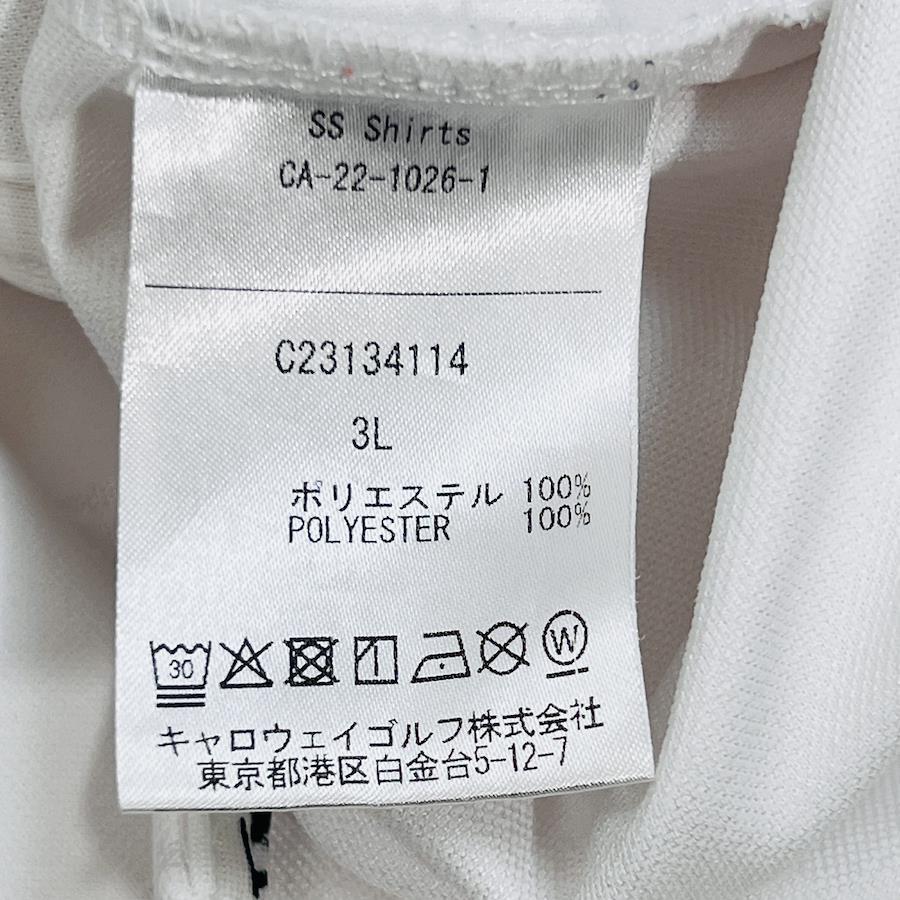 SS Shirts
CA-22-1026-1
C23134114
3L
ポリエステル 100%
POLYESTER 100%
30
W
キャロウェイゴルフ株式会社
東京都港区白金台5-12-7